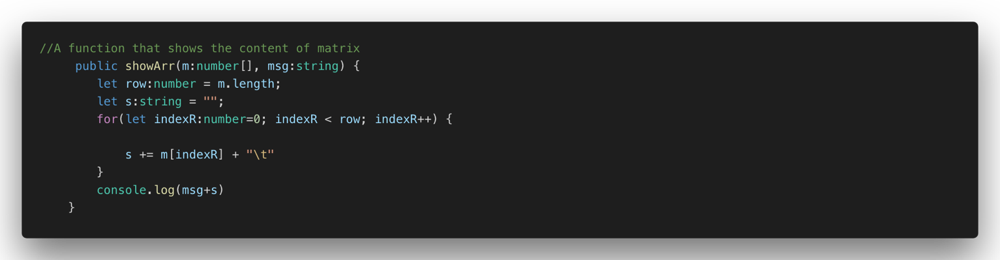 //A function that shows the content of matrix
public showArr(m:number[], msg:string) {
let row:number = m.length;
let s:string = "";
for(let indexR:number=0; indexR < row; indexR++) {
s += m[indexR] + "\t"
}
console.log(msg+s)
}